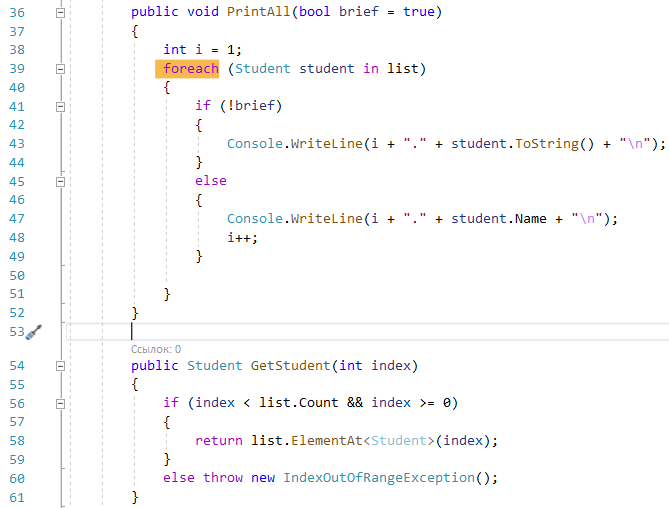 36 public void PrintAll(bool brief = true)
37 {
38 int i = 1;
39 foreach (Student student in list)
40 {
41 if (!brief)
42 {
43 Console.WriteLine(i + "." + student.ToString() + "\n");
44 }
45 else
46 {
47 Console.WriteLine(i + "." + student.Name + "\n");
48 i++;
49 }
50
51 }
52 }
53
Ссылок: 0
54 public Student GetStudent(int index)
55 {
56 if (index < list.Count && index >= 0)
57 {
58 return list.ElementAt<Student>(index);
59 }
60 else throw new IndexOutOfRangeException();
61 }